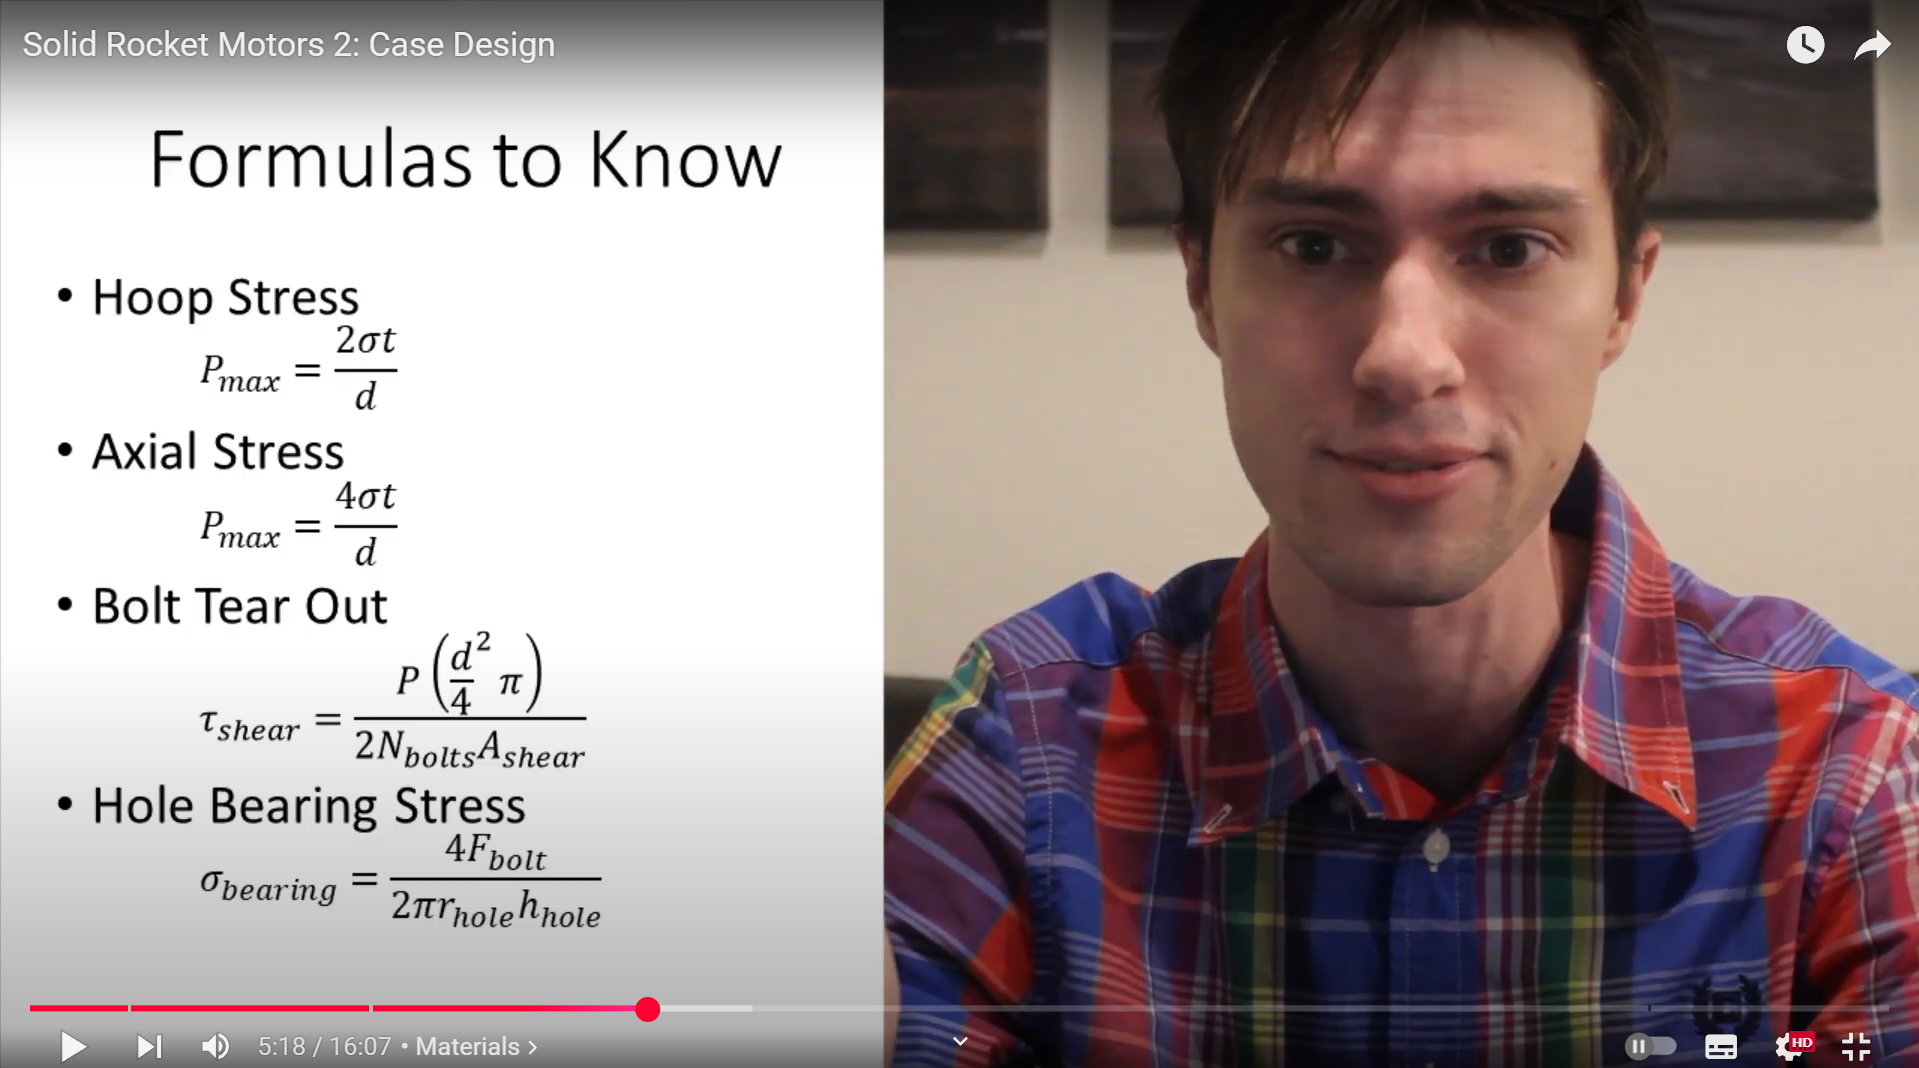 Solid Rocket Motors 2: Case Design
Formulas to Know
• Hoop Stress
P_max = 2σt / d
• Axial Stress
P_max = 4σt / d
• Bolt Tear Out
τ_shear = P (d²/4 π) / 2N_bolts A_shear
• Hole Bearing Stress
σ_bearing = 4F_bolt / 2πr_hole h_hole
5:18 / 16:07 • Materials >
HD